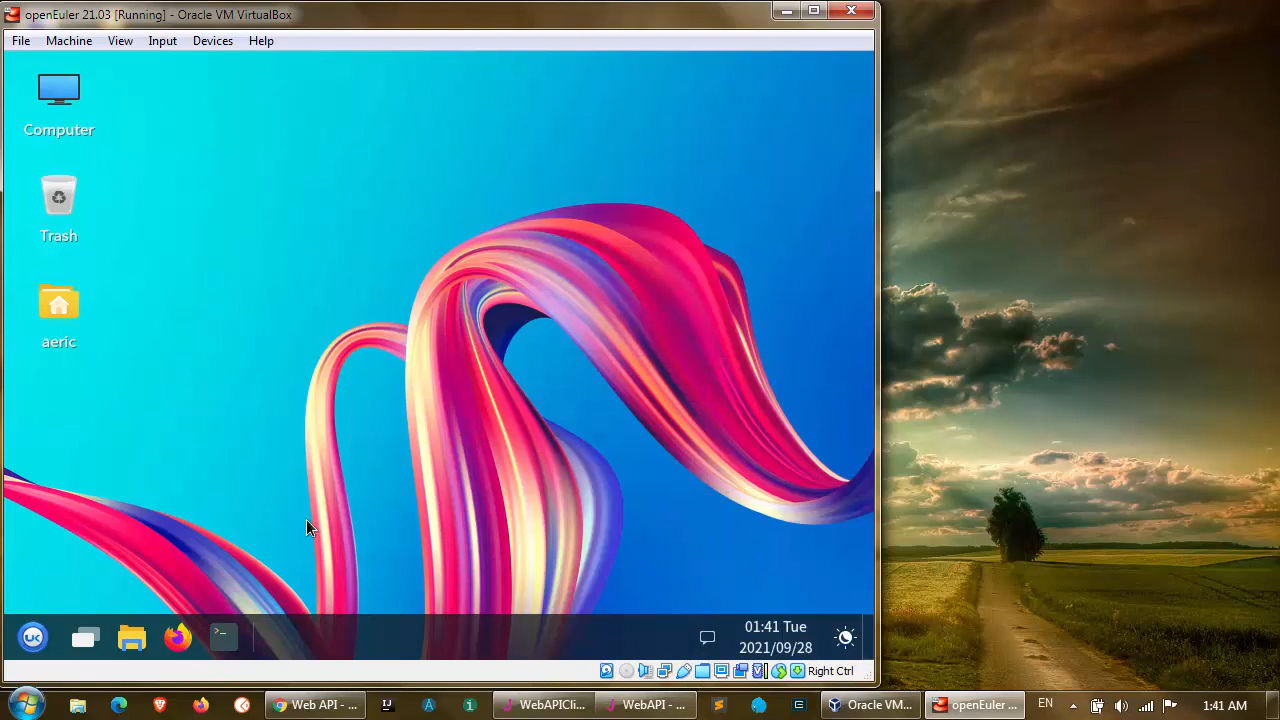 openEuler 21.03 [Running] - Oracle VM VirtualBox
File Machine View Input Devices Help
Computer
Trash
aeric
UK
>_
01:41 Tue
2021/09/28
Right Ctrl
Web API - ...
WebAPICli...
WebAPI - ...
Oracle VM...
openEuler ...
EN
1:41 AM